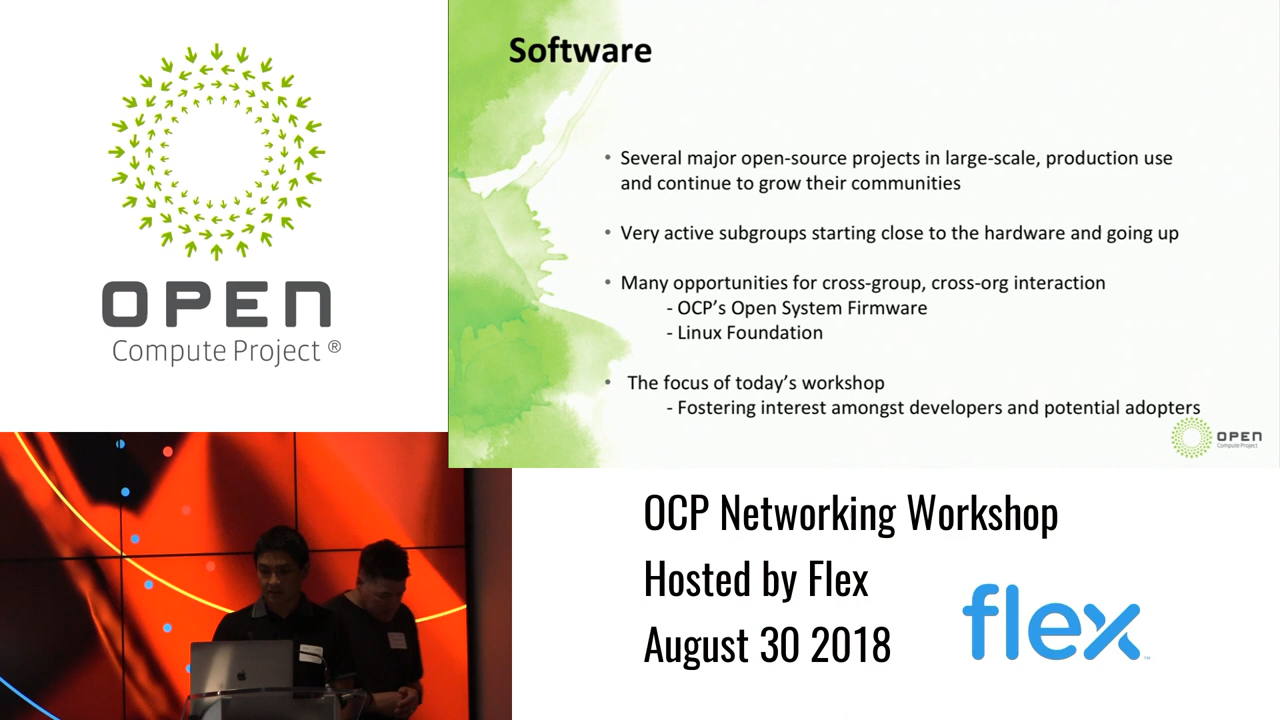 OPEN
Compute Project ®
Software
• Several major open-source projects in large-scale, production use
and continue to grow their communities
• Very active subgroups starting close to the hardware and going up
• Many opportunities for cross-group, cross-org interaction
- OCP's Open System Firmware
- Linux Foundation
• The focus of today's workshop
- Fostering interest amongst developers and potential adopters
OPEN
Compute Project
OCP Networking Workshop
Hosted by Flex
August 30 2018
flex™